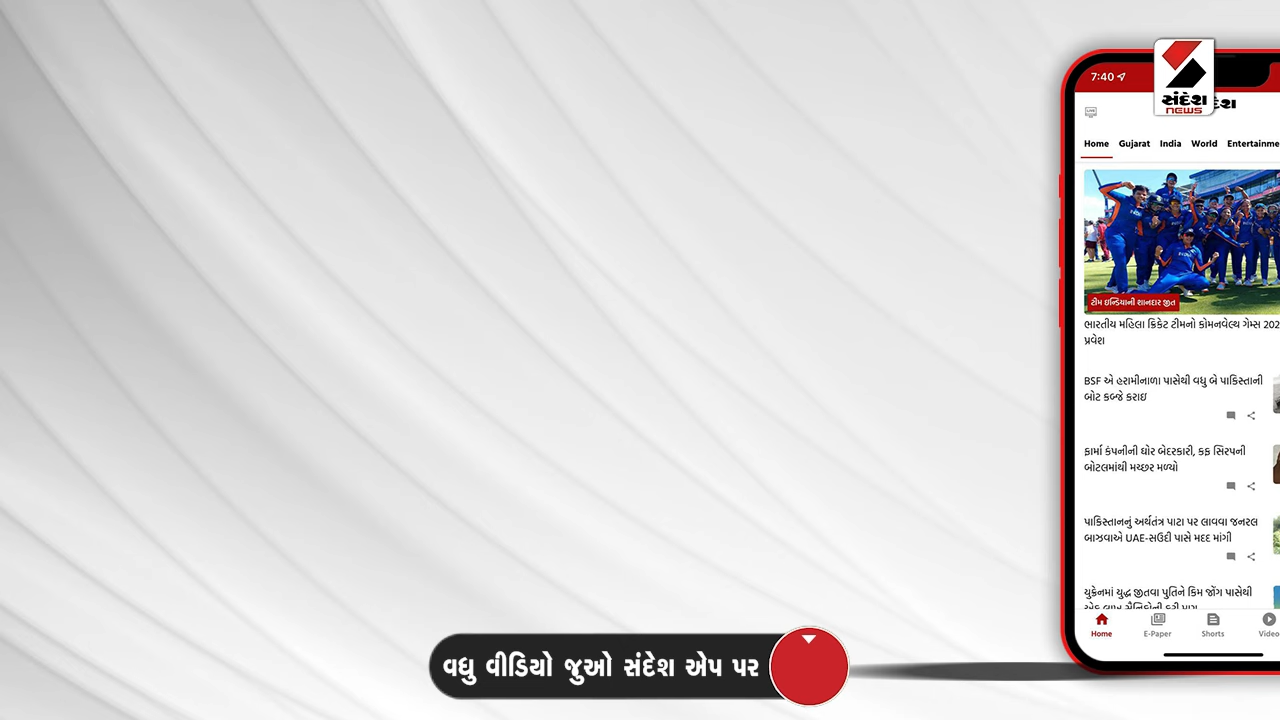 7:40
સંદેશ
NEWS
દેશ
Home Gujarat India World Entertainme
ટીમ ઇન્ડિયાની શાનદાર જીત
ભારતીય મહિલા ક્રિકેટ ટીમનો કોમનવેલ્થ ગેમ્સ 202
પ્રવેશ
BSF એ હરામીનાળા પાસેથી વધુ બે પાકિસ્તાની
બોટ કબ્જે કરાઇ
ફાર્મા કંપનીની ઘોર બેદરકારી, કફ સિરપની
બોટલમાંથી મચ્છર મળ્યો
પાકિસ્તાનનું અર્થતંત્ર પાટા પર લાવવા જનરલ
બાઝવાએ UAE-સઉદી પાસે મદદ માંગી
યુક્રેનમાં યુદ્ધ જીતવા પુતિને કિમ જોંગ પાસેથી
Home E-Paper Shorts Video
વધુ વીડિયો જુઓ સંદેશ એપ પર